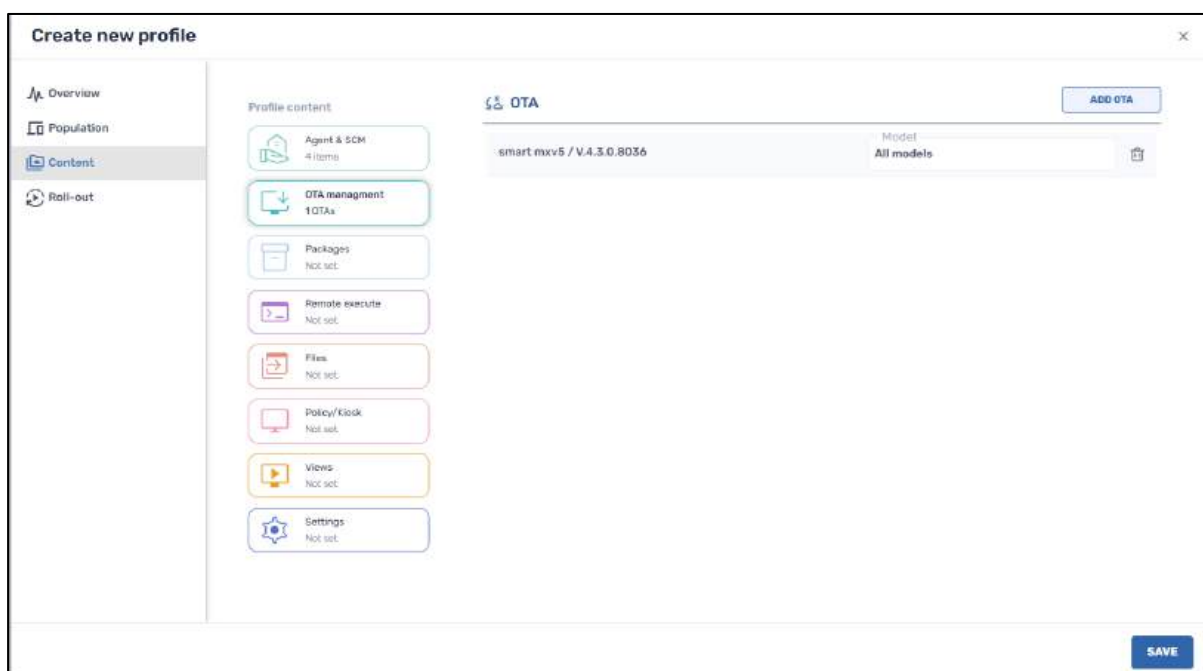 Create new profile
Overview
Population
Content
Roll-out
Profile content
Agent & SCM
4 items
OTA managment
1 OTAs
Packages
Not set
Remote execute
Not set
Files
Not set
Policy/Kiosk
Not set
Views
Not set
Settings
Not set
OTA
ADD OTA
smart mxv5 / V.4.3.0.8036
Model
All models
SAVE